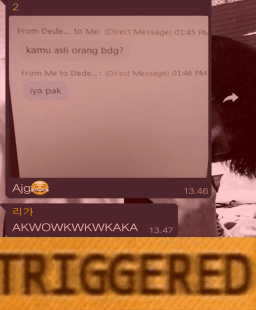 2
From Dede... to Me: (Direct Message) 01:45 PM
kamu asli orang bdg?
From Me to Dede...: (Direct Message) 01:46 PM
iya pak
Ajg😂
13.46
리가
AKWOWKWKWKAKA 13.47
TRIGGERED